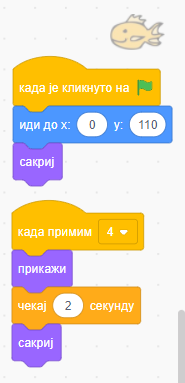 када је кликнуто на
иди до x: 0 y: 110
сакриј
када примим 4
прикажи
чекај 2 секунду
сакриј